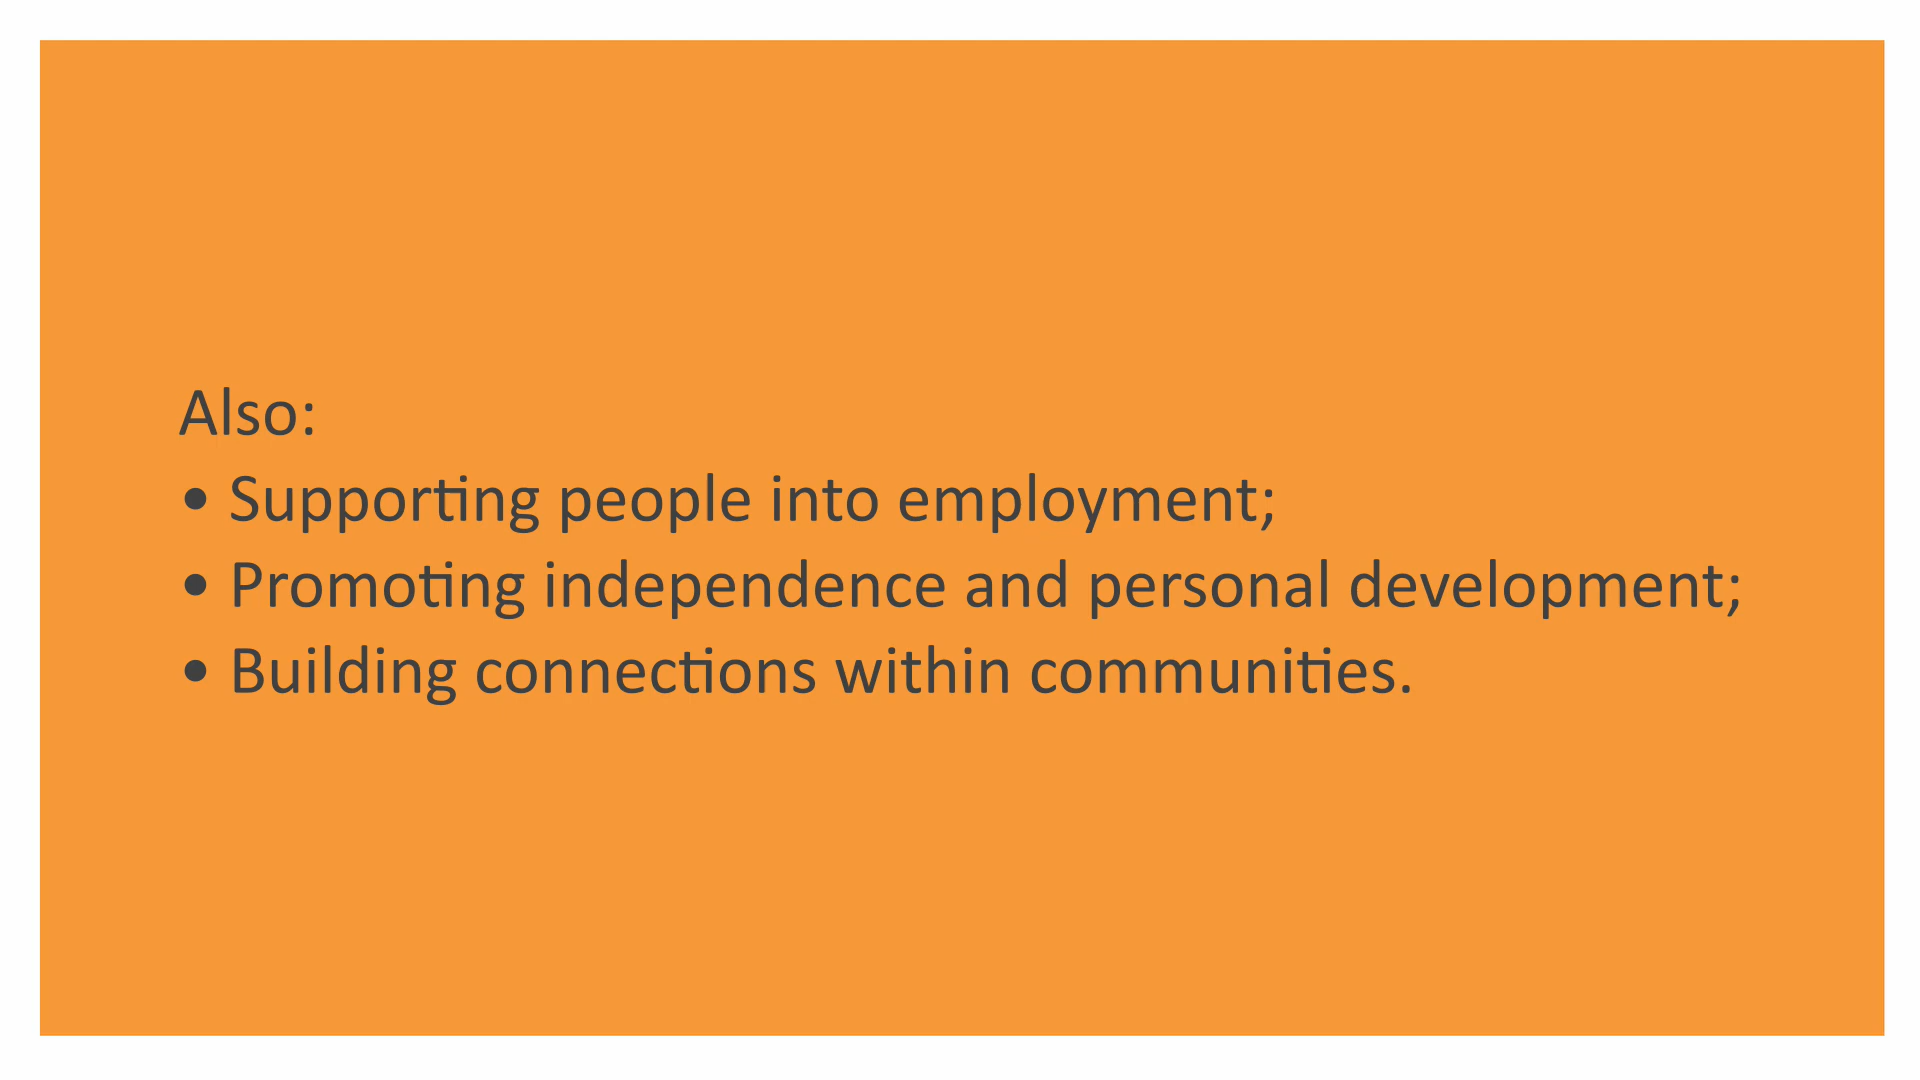 Also:
• Supporting people into employment;
• Promoting independence and personal development;
• Building connections within communities.